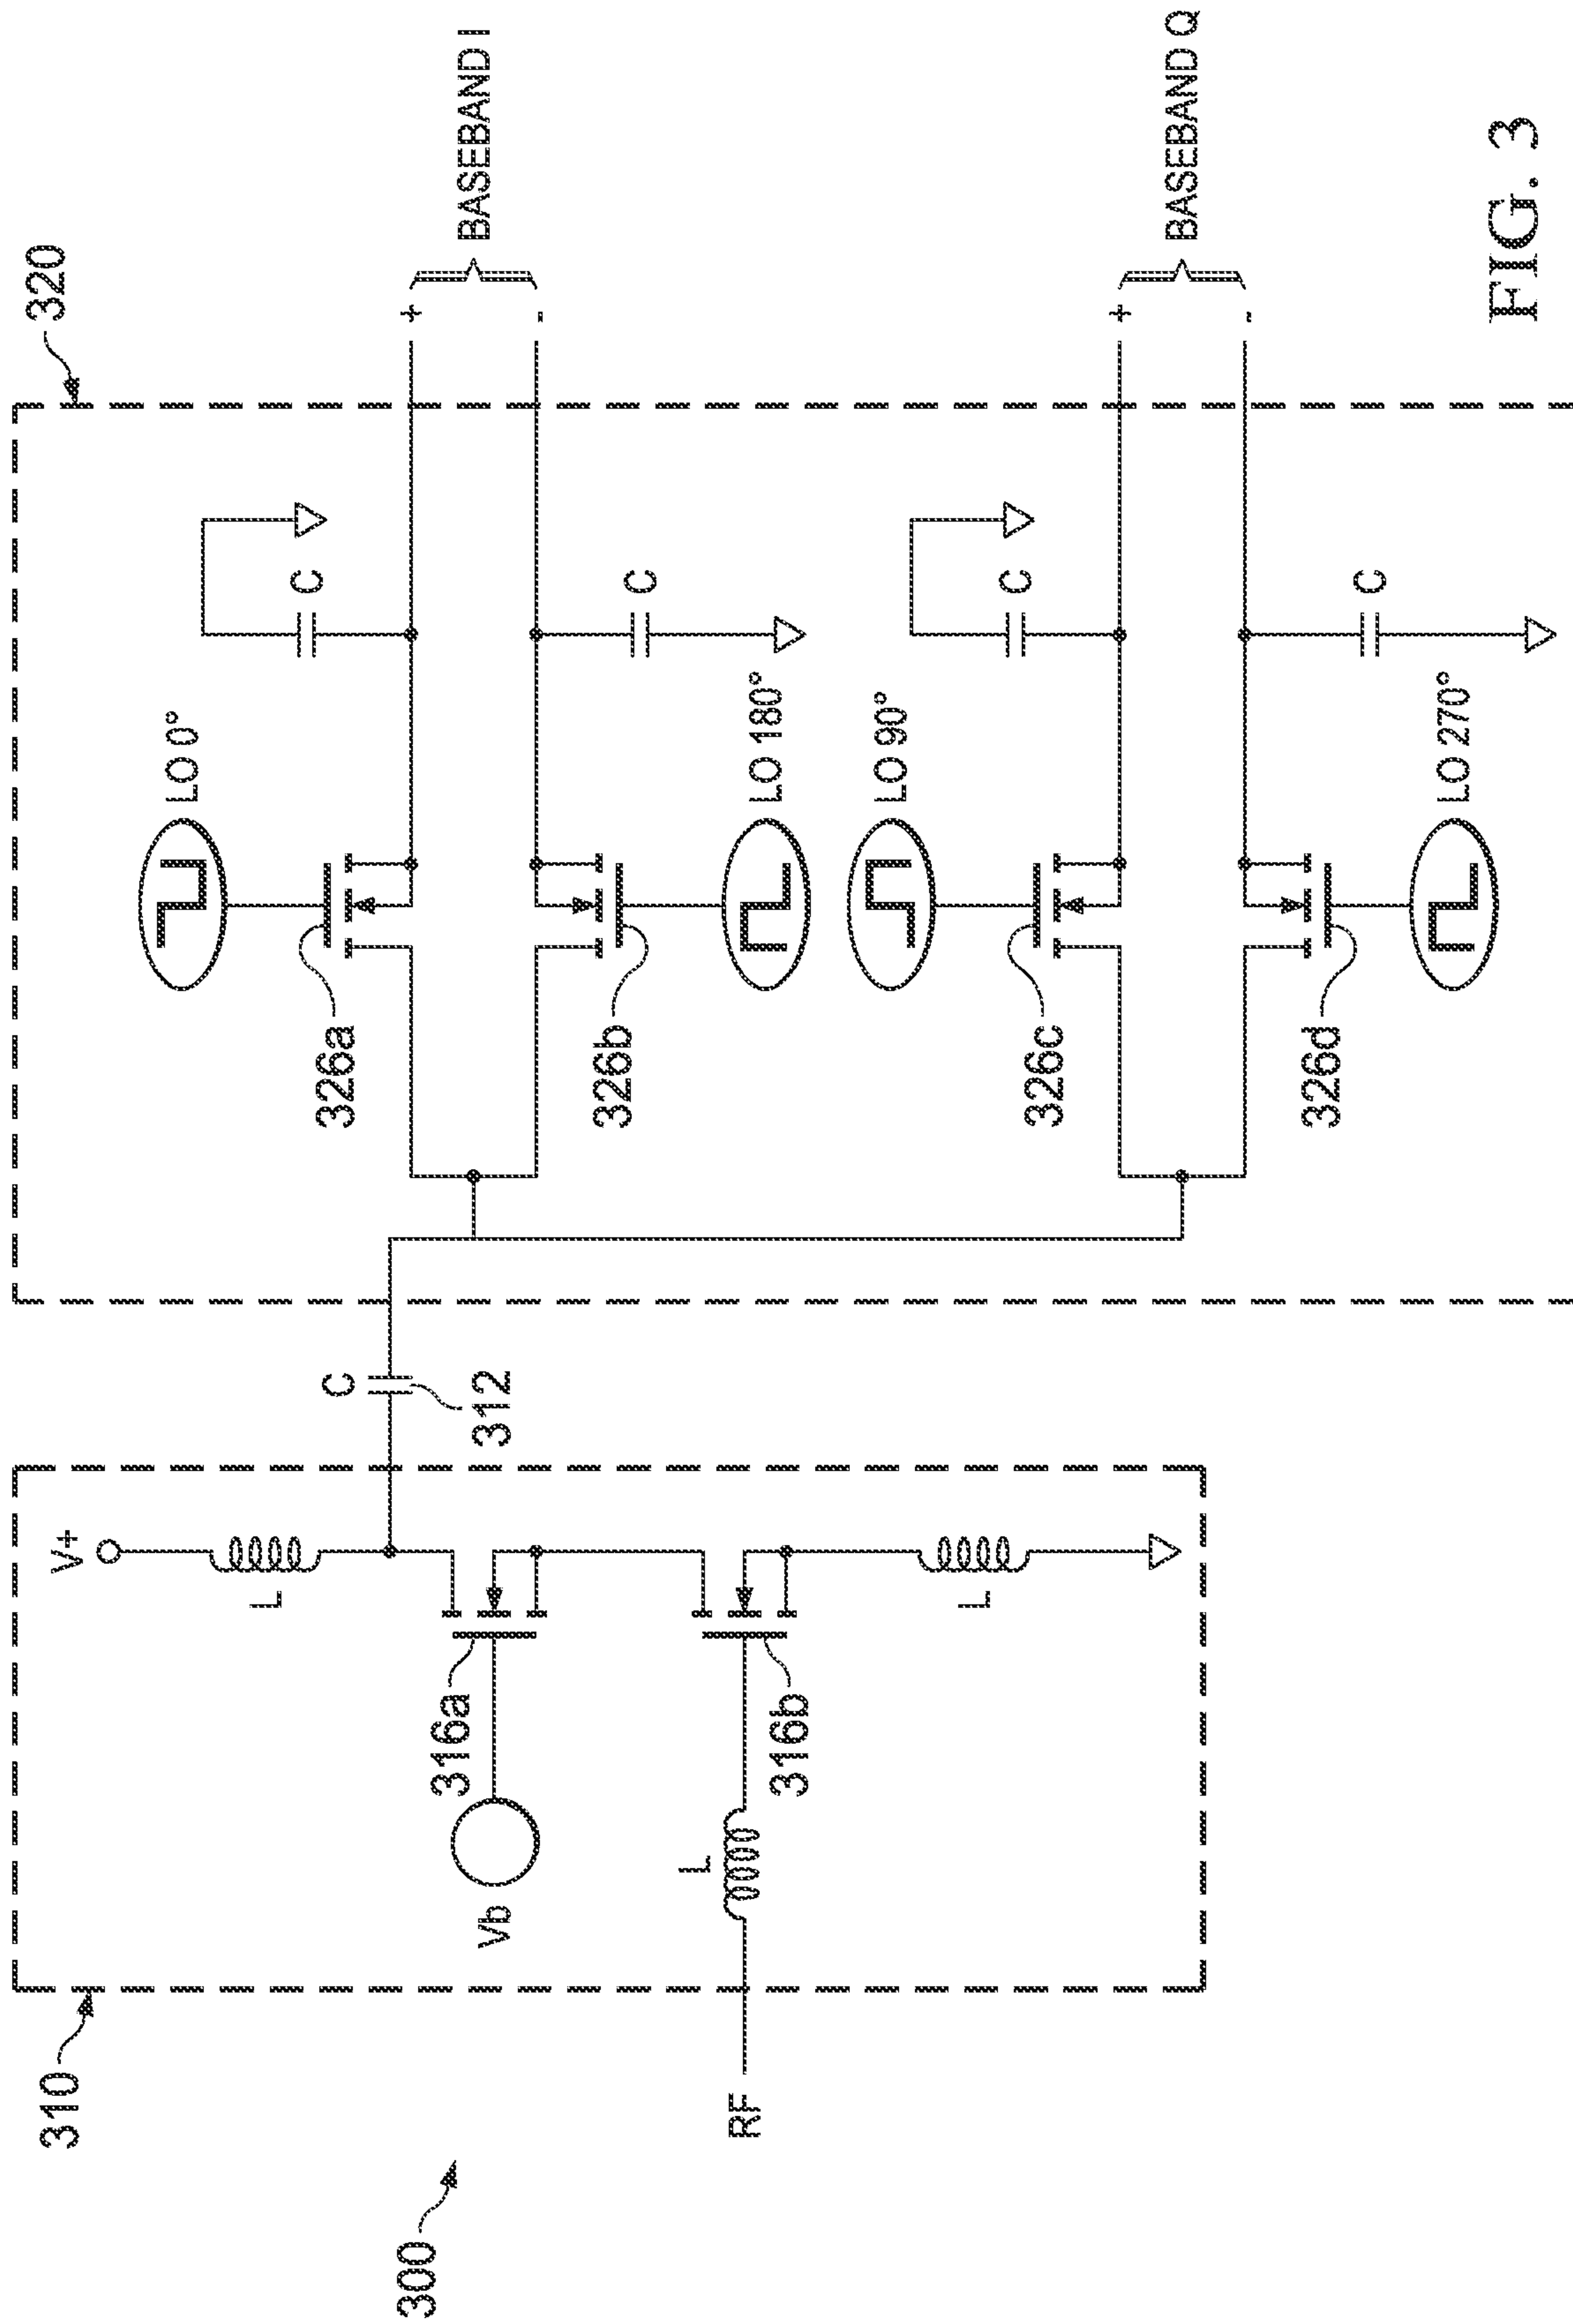 300
310
320
V+
L
C
312
316a
Vb
L
316b
L
RF
LO 0°
326a
C
BASEBAND I
+
-
326b
C
LO 180°
LO 90°
326c
C
BASEBAND Q
+
-
326d
C
LO 270°
FIG. 3